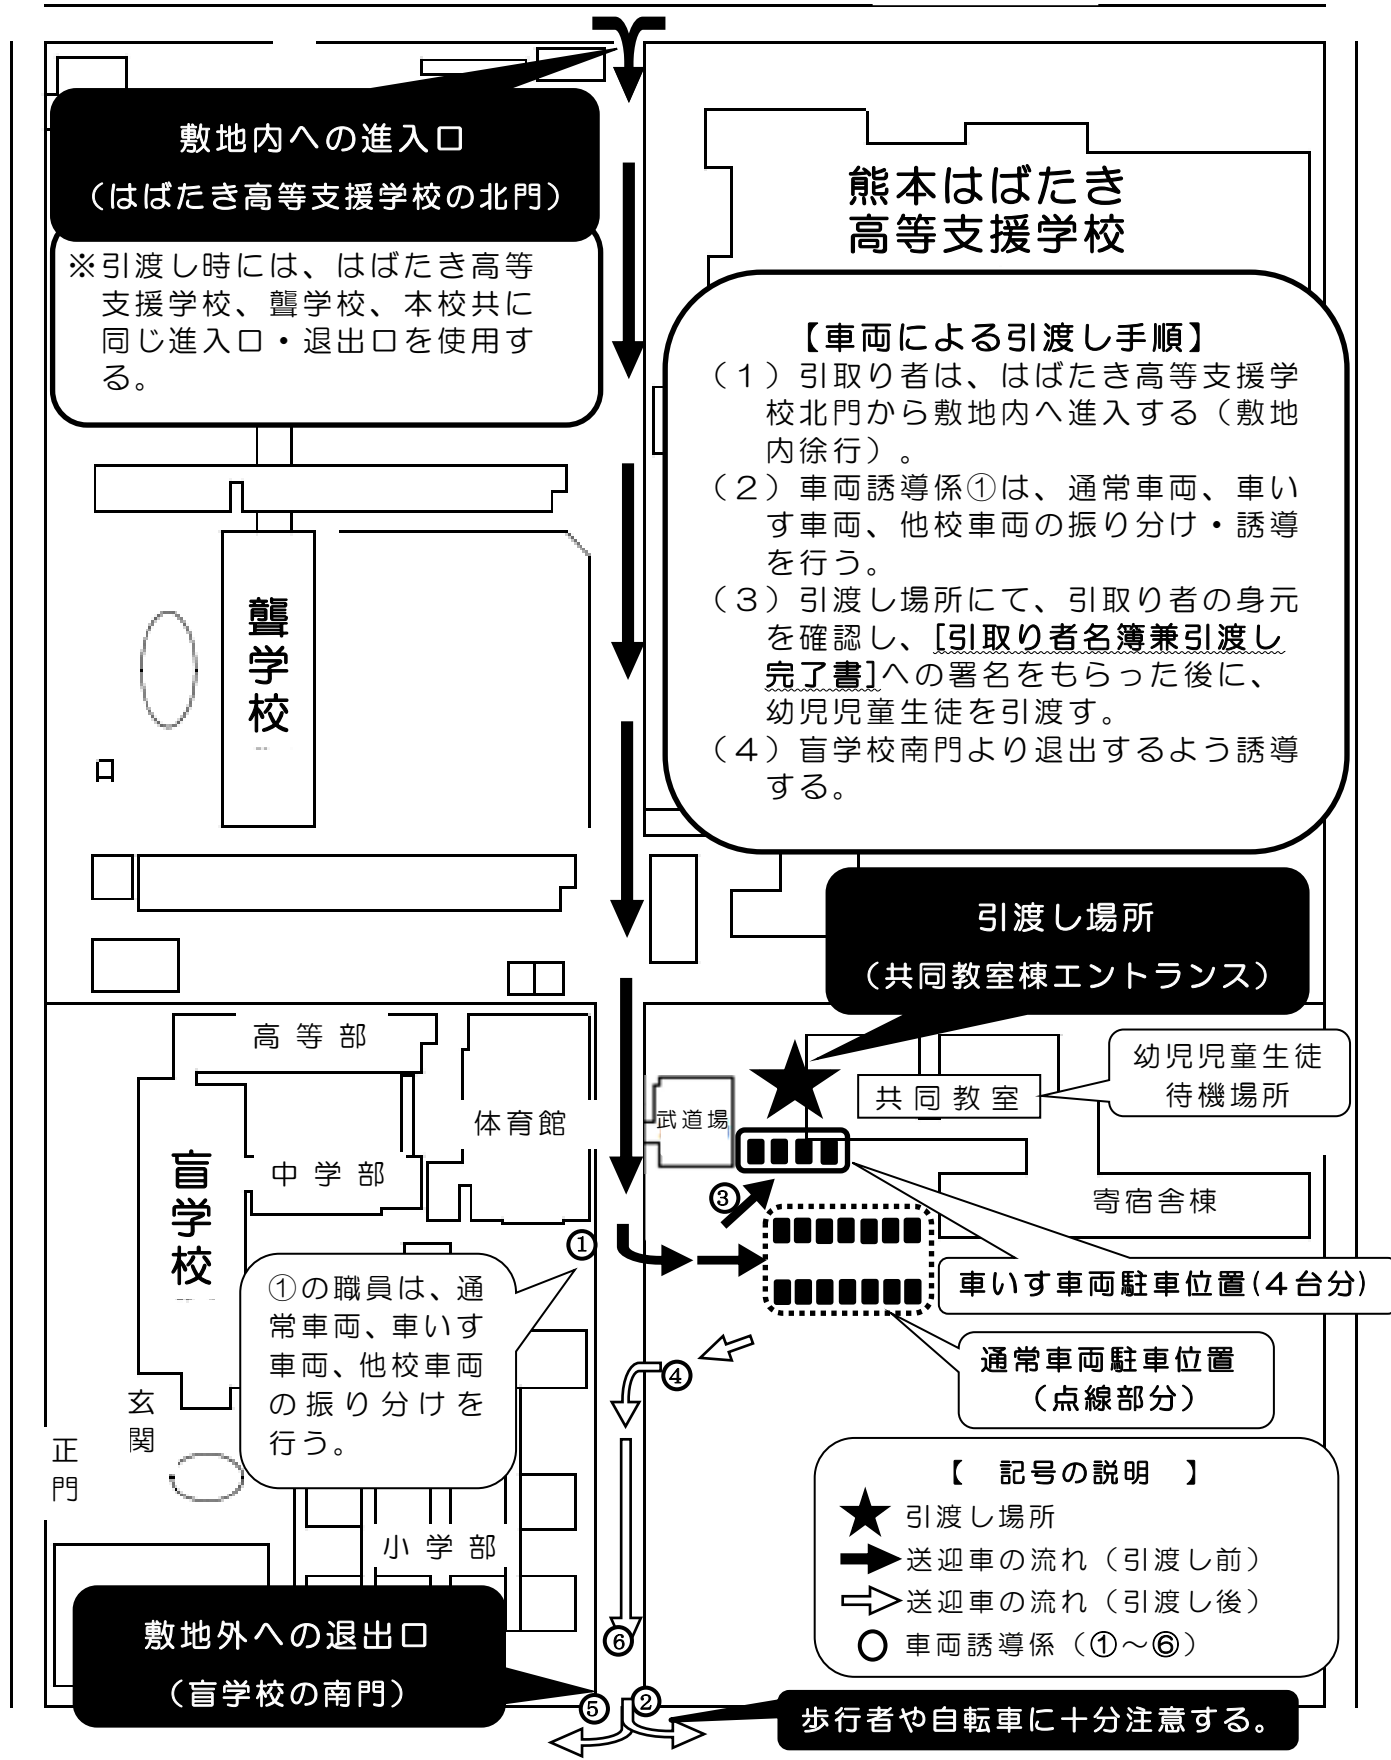 敷地内への進入口
（はばたき高等支援学校の北門）
※引渡し時には、はばたき高等
支援学校、聾学校、本校共に
同じ進入口・退出口を使用す
る。
熊本はばたき
高等支援学校
【車両による引渡し手順】
（１）引取り者は、はばたき高等支援学
校北門から敷地内へ進入する（敷地
内徐行）。
（２）車両誘導係①は、通常車両、車い
す車両、他校車両の振り分け・誘導
を行う。
（３）引渡し場所にて、引取り者の身元
を確認し、[引取り者名簿兼引渡し
完了書]への署名をもらった後に、
幼児児童生徒を引渡す。
（４）盲学校南門より退出するよう誘導
する。
聾学校
引渡し場所
（共同教室棟エントランス）
高等部
体育館
武道場
共同教室
幼児児童生徒
待機場所
中学部
盲学校
寄宿舎棟
③
①
①の職員は、通
常車両、車いす
車両、他校車両
の振り分けを
行う。
車いす車両駐車位置(４台分)
通常車両駐車位置
（点線部分）
④
玄関
正門
小学部
【　記号の説明　】
引渡し場所
送迎車の流れ（引渡し前）
送迎車の流れ（引渡し後）
車両誘導係（①～⑥）
敷地外への退出口
（盲学校の南門）
⑥
⑤
②
歩行者や自転車に十分注意する。